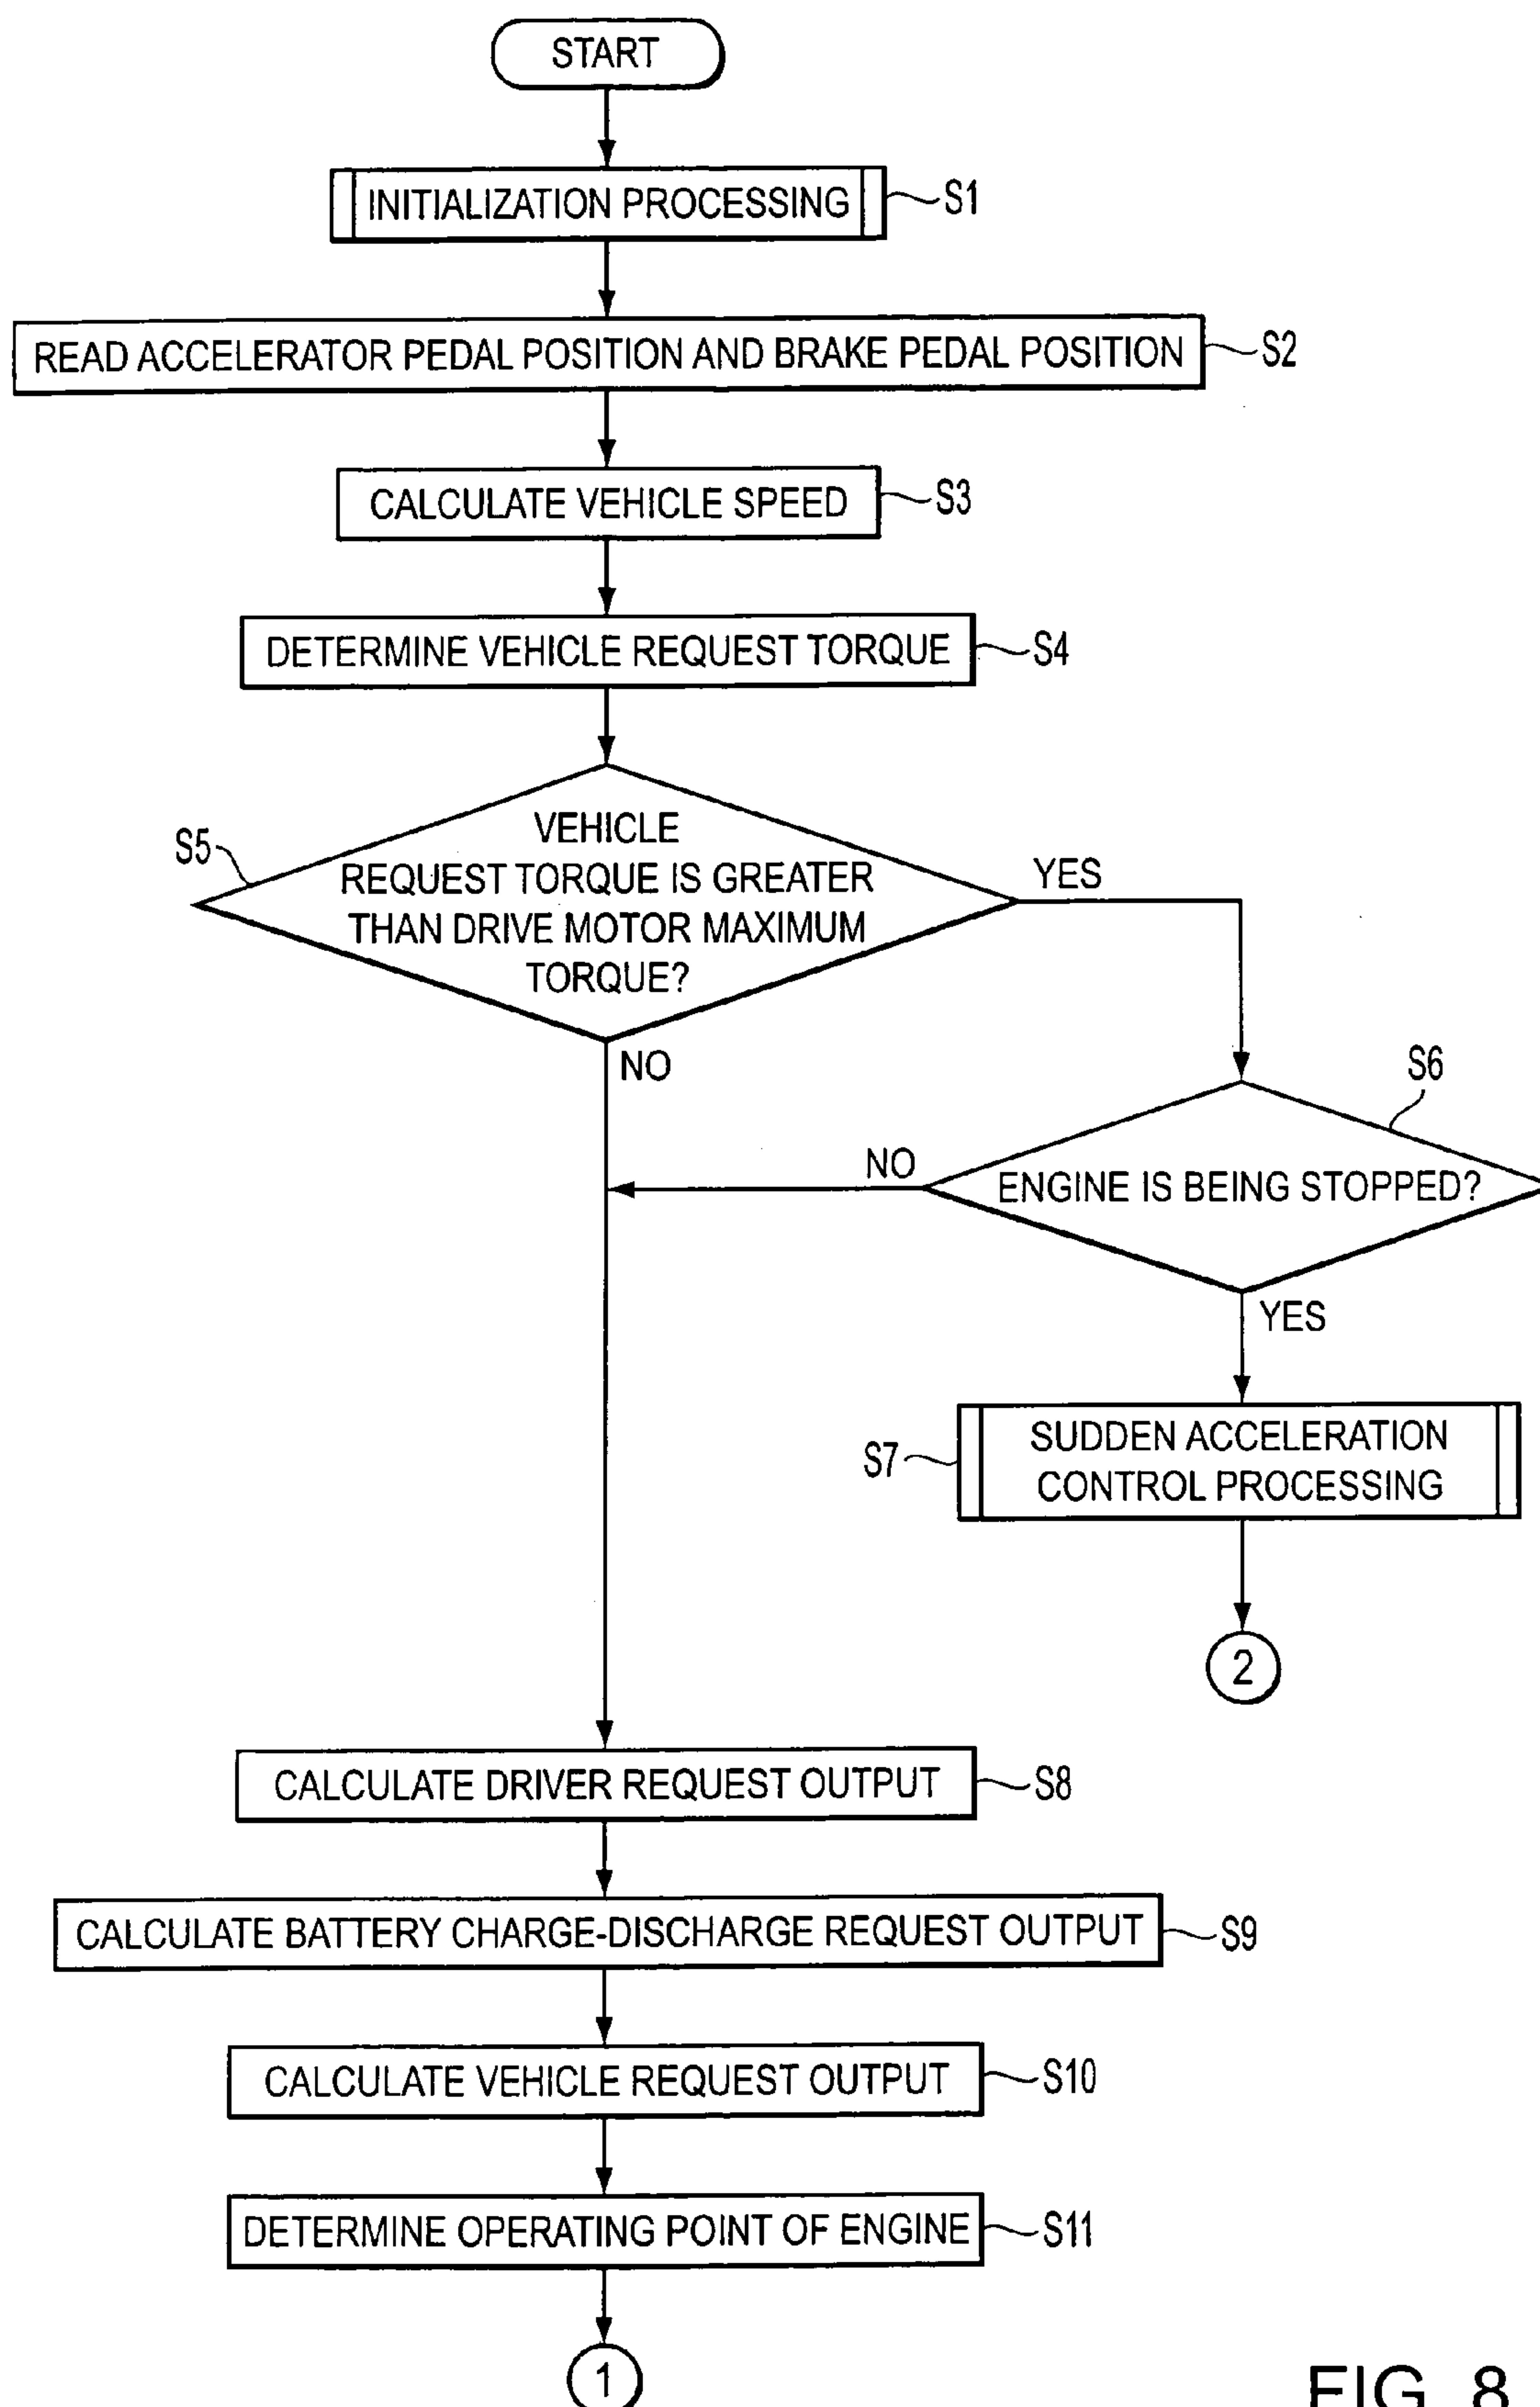 START
INITIALIZATION PROCESSING
S1
READ ACCELERATOR PEDAL POSITION AND BRAKE PEDAL POSITION
S2
CALCULATE VEHICLE SPEED
S3
DETERMINE VEHICLE REQUEST TORQUE
S4
S5
VEHICLE
REQUEST TORQUE IS GREATER
THAN DRIVE MOTOR MAXIMUM
TORQUE?
YES
NO
S6
ENGINE IS BEING STOPPED?
NO
YES
S7
SUDDEN ACCELERATION
CONTROL PROCESSING
2
CALCULATE DRIVER REQUEST OUTPUT
S8
CALCULATE BATTERY CHARGE-DISCHARGE REQUEST OUTPUT
S9
CALCULATE VEHICLE REQUEST OUTPUT
S10
DETERMINE OPERATING POINT OF ENGINE
S11
1
FIG. 8